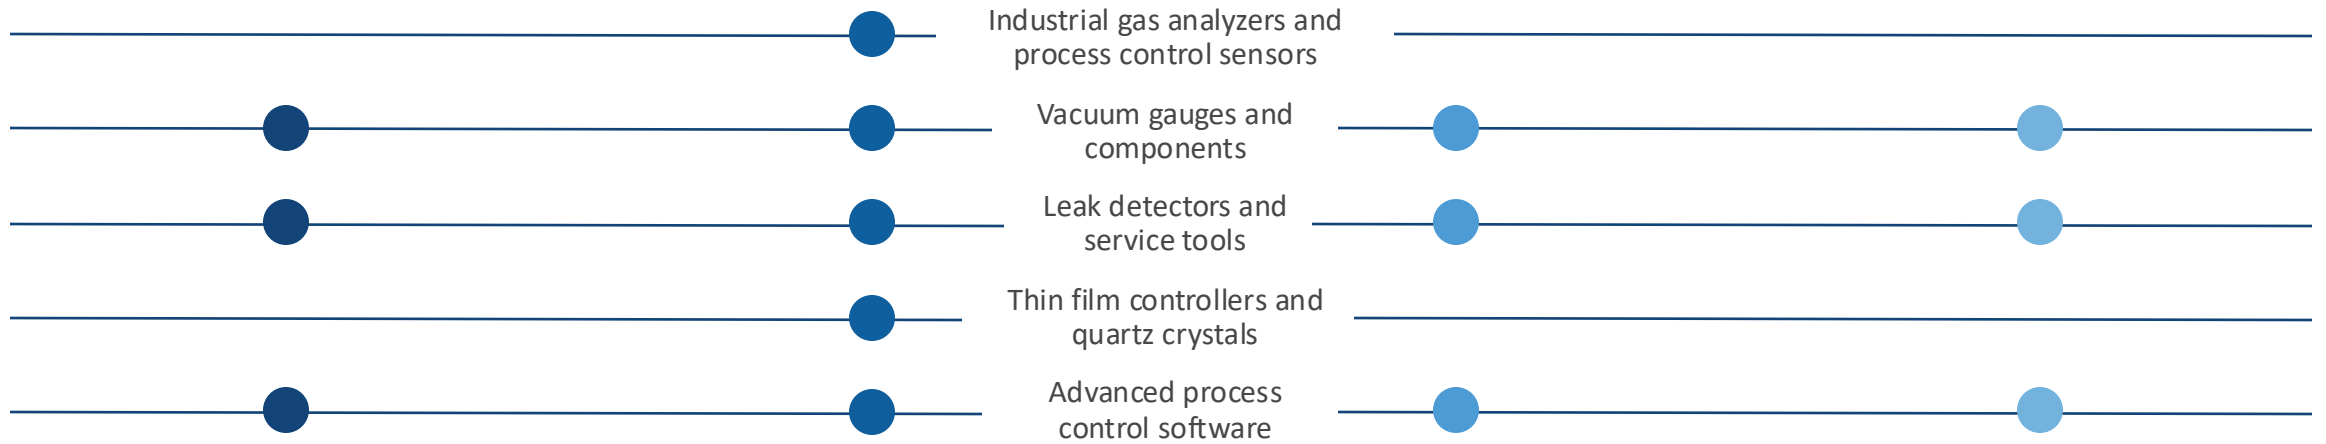 Industrial gas analyzers and
process control sensors
Vacuum gauges and
components
Leak detectors and
service tools
Thin film controllers and
quartz crystals
Advanced process
control software